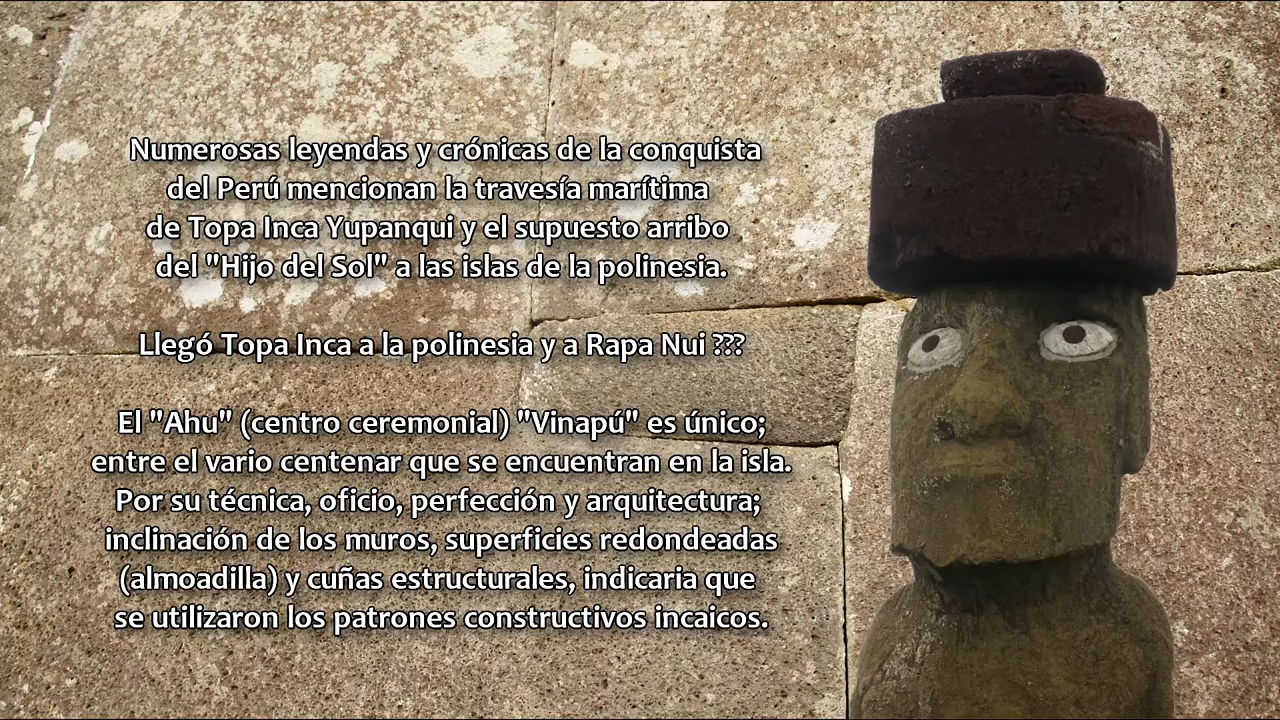 Numerosas leyendas y crónicas de la conquista
del Perú mencionan la travesía marítima
de Topa Inca Yupanqui y el supuesto arribo
del "Hijo del Sol" a las islas de la polinesia.
Llegó Topa Inca a la polinesia y a Rapa Nui ???
El "Ahu" (centro ceremonial) "Vinapú" es único;
entre el vario centenar que se encuentran en la isla.
Por su técnica, oficio, perfección y arquitectura;
inclinación de los muros, superficies redondeadas
(almoadilla) y cuñas estructurales, indicaria que
se utilizaron los patrones constructivos incaicos.